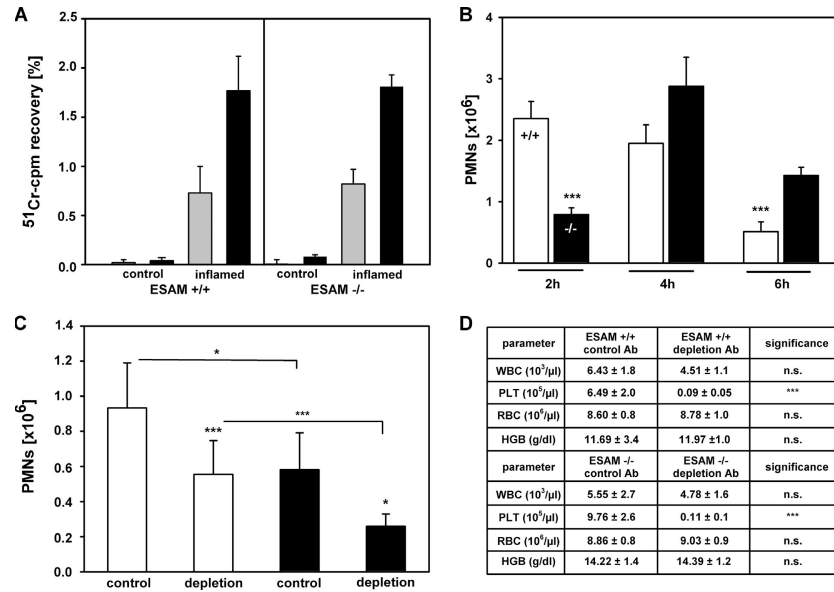 A
51Cr-cpm recovery [%]
2.5
2.0
1.5
1.0
0.5
0.0
control
inflamed
control
inflamed
ESAM +/+
ESAM -/-
B
PMNs [x10⁶]
4
3
2
1
0
+/+
***
-/-
***
2h
4h
6h
C
PMNs [x10⁶]
1.4
1.2
1.0
0.8
0.6
0.4
0.2
0.0
*
***
***
*
control
depletion
control
depletion
D
parameter ESAM +/+ control Ab ESAM +/+ depletion Ab significance
WBC (10³/µl) 6.43 ± 1.8 4.51 ± 1.1 n.s.
PLT (10⁵/µl) 6.49 ± 2.0 0.09 ± 0.05 ***
RBC (10⁶/µl) 8.60 ± 0.8 8.78 ± 1.0 n.s.
HGB (g/dl) 11.69 ± 3.4 11.97 ±1.0 n.s.
parameter ESAM -/- control Ab ESAM -/- depletion Ab significance
WBC (10³/µl) 5.55 ± 2.7 4.78 ± 1.6 n.s.
PLT (10⁵/µl) 9.76 ± 2.6 0.11 ± 0.1 ***
RBC (10⁶/µl) 8.86 ± 0.8 9.03 ± 0.9 n.s.
HGB (g/dl) 14.22 ± 1.4 14.39 ± 1.2 n.s.